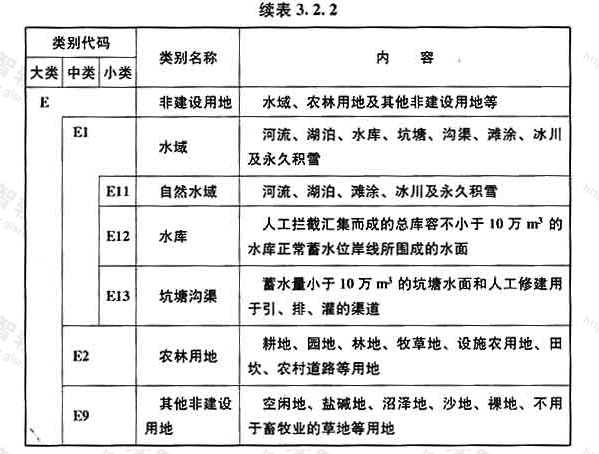 续表 3.2.2
类别代码 类别名称 内 容
大类 中类 小类
E 非建设用地 水域、农林用地及其他非建设用地等
E1 水域 河流、湖泊、水库、坑塘、沟渠、滩涂、冰川
及永久积雪
E11 自然水域 河流、湖泊、滩涂、冰川及永久积雪
E12 水库 人工拦截汇集而成的总库容不小于 10 万 m³ 的
水库正常蓄水位岸线所围成的水面
E13 坑塘沟渠 蓄水量小于 10 万 m³ 的坑塘水面和人工修建用
于引、排、灌的渠道
E2 农林用地 耕地、园地、林地、牧草地、设施农用地、田
坎、农村道路等用地
E9 其他非建设 空闲地、盐碱地、沼泽地、沙地、裸地、不用
用地 于畜牧业的草地等用地